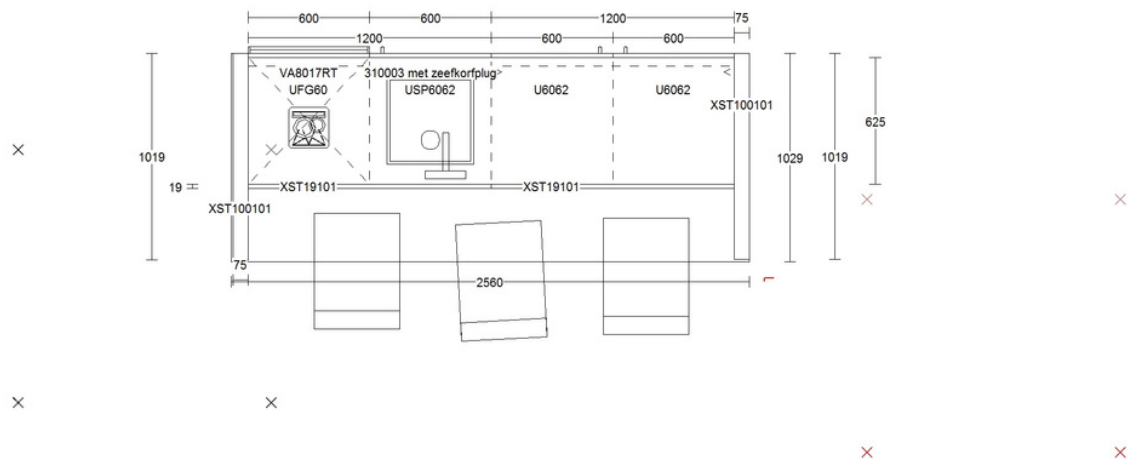 600 600 1200 75
1200 600 600
VA8017RT 310003 met zeefkorfplug
UFG60 USP6062 U6062 U6062
XST100101
625
1019 1029 1019
19 XST19101 XST19101
XST100101
75
2560